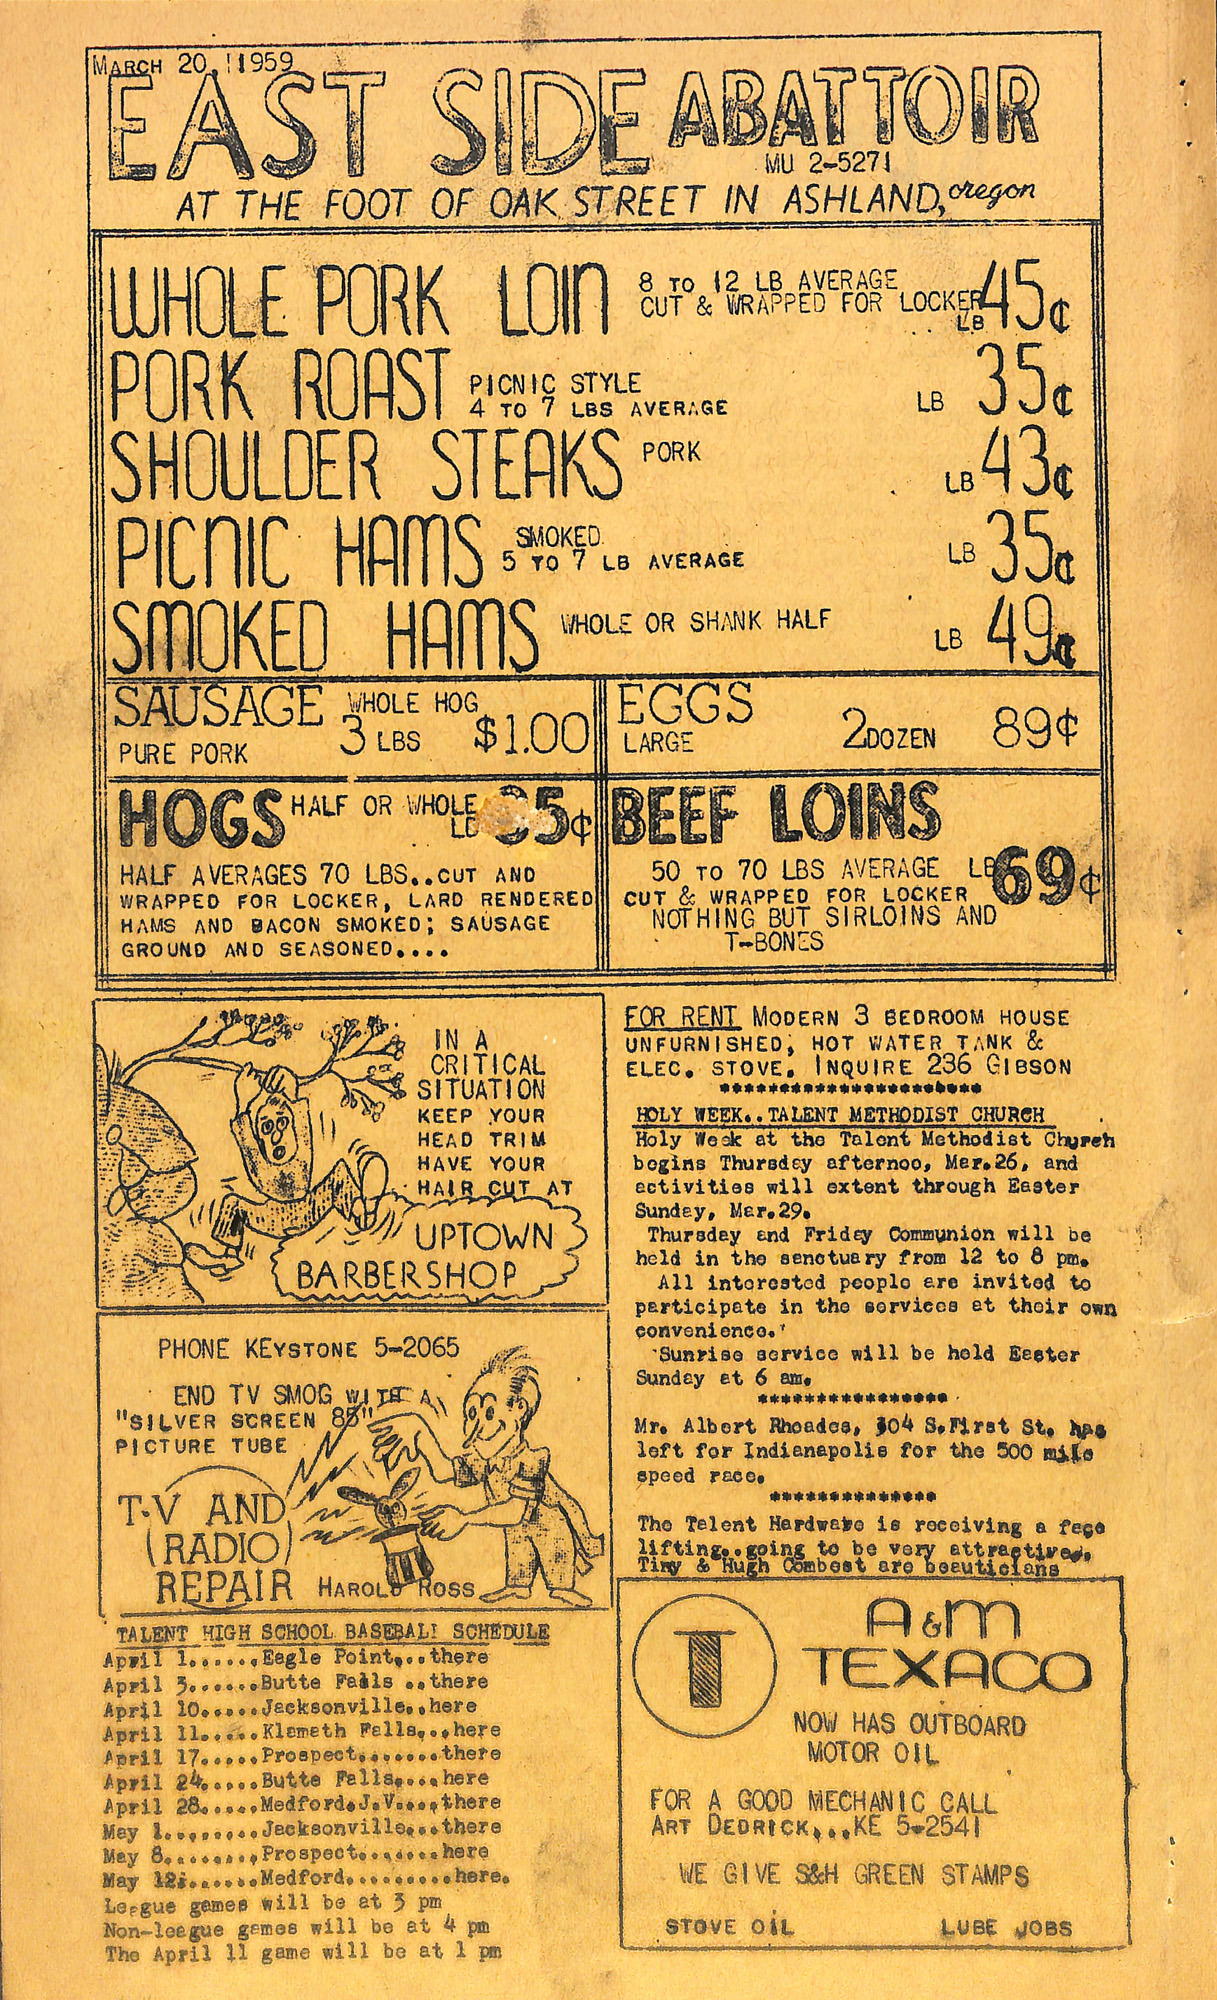 MARCH 20, 1959
EAST SIDE ABATTOIR
MU 2-5271
AT THE FOOT OF OAK STREET IN ASHLAND, oregon
WHOLE PORK LOIN 8 TO 12 LB AVERAGE
CUT & WRAPPED FOR LOCKER LB 45¢
PORK ROAST PICNIC STYLE
4 TO 7 LBS AVERAGE LB 35¢
SHOULDER STEAKS PORK LB 43¢
PICNIC HAMS SMOKED
5 TO 7 LB AVERAGE LB 35¢
SMOKED HAMS WHOLE OR SHANK HALF LB 49¢
SAUSAGE WHOLE HOG
PURE PORK 3 LBS $1.00
EGGS
LARGE 2 DOZEN 89¢
HOGS HALF OR WHOLE
LB 5¢
HALF AVERAGES 70 LBS..CUT AND
WRAPPED FOR LOCKER, LARD RENDERED
HAMS AND BACON SMOKED; SAUSAGE
GROUND AND SEASONED....
BEEF LOINS
50 TO 70 LBS AVERAGE LB 69¢
CUT & WRAPPED FOR LOCKER
NOTHING BUT SIRLOINS AND
T-BONES
IN A
CRITICAL
SITUATION
KEEP YOUR
HEAD TRIM
HAVE YOUR
HAIR CUT AT
UPTOWN
BARBERSHOP
PHONE KEYSTONE 5-2065
END TV SMOG WITH A
"SILVER SCREEN 85"
PICTURE TUBE
T.V AND
(RADIO)
REPAIR HAROLD ROSS
TALENT HIGH SCHOOL BASEBALL SCHEDULE
April 1......Eagle Point...there
April 3......Butte Falls ..there
April 10.....Jacksonville..here
April 11.....Klamath Falls...here
April 17.....Prospect.......there
April 24.....Butte Falls....here
April 28.....Medford.J.V....there
May 1........Jacksonville...there
May 8........Prospect.......here
May 12.......Medford.........here.
League games will be at 3 pm
Non-league games will be at 4 pm
The April 11 game will be at 1 pm
FOR RENT MODERN 3 BEDROOM HOUSE
UNFURNISHED; HOT WATER TANK &
ELEC. STOVE. INQUIRE 236 GIBSON
**********************
HOLY WEEK..TALENT METHODIST CHURCH
Holy Week at the Talent Methodist Church
begins Thursday afternoo, Mar.26, and
activities will extent through Easter
Sunday, Mar.29.
Thursday and Friday Communion will be
held in the sanctuary from 12 to 8 pm.
All interested people are invited to
participate in the services at their own
convenience.'
Sunrise service will be held Easter
Sunday at 6 am.
****************
Mr. Albert Rhoades, 304 S.First St. has
left for Indianapolis for the 500 mile
speed race.
**************
The Talent Hardware is receiving a face
lifting..going to be very attractive.
Tiny & Hugh Combest are beauticians
T
A&M
TEXACO
NOW HAS OUTBOARD
MOTOR OIL
FOR A GOOD MECHANIC CALL
ART DEDRICK...KE 5-2541
WE GIVE S&H GREEN STAMPS
STOVE OIL LUBE JOBS